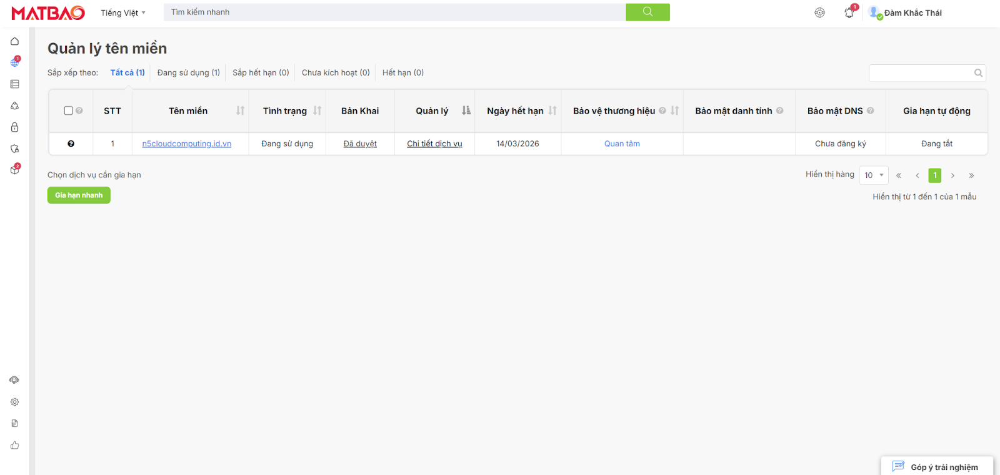 MATBAO Tiếng Việt Tìm kiếm nhanh 1 Đàm Khắc Thái
Quản lý tên miền
1
Sắp xếp theo: Tất cả (1) Đang sử dụng (1) Sắp hết hạn (0) Chưa kích hoạt (0) Hết hạn (0)
STT Tên miền Tình trạng Bản Khai Quản lý Ngày hết hạn Bảo vệ thương hiệu Bảo mật danh tính Bảo mật DNS Gia hạn tự động
1 n5cloudcomputing.id.vn Đang sử dụng Đã duyệt Chi tiết dịch vụ 14/03/2026 Quan tâm Chưa đăng ký Đang tắt
2
Chọn dịch vụ cần gia hạn Hiển thị hàng 10 « ‹ 1 › »
Gia hạn nhanh Hiển thị từ 1 đến 1 của 1 mẫu
Góp ý trải nghiệm